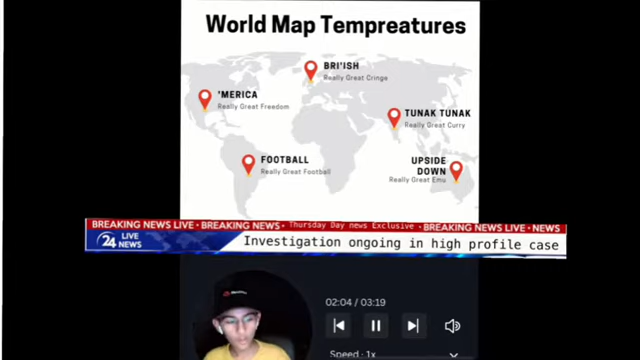 World Map Tempreatures
BRI'ISH
Really Great Cringe
'MERICA
Really Great Freedom
TUNAK TUNAK
Really Great Curry
FOOTBALL
Really Great Football
UPSIDE
DOWN
Really Great Emu
BREAKING NEWS LIVE · BREAKING NEWS · Thursday Day news Exclusive · BREAKING NEWS LIVE · NEWS
24 LIVE
NEWS
Investigation ongoing in high profile case
02:04 / 03:19
Speed · 1x